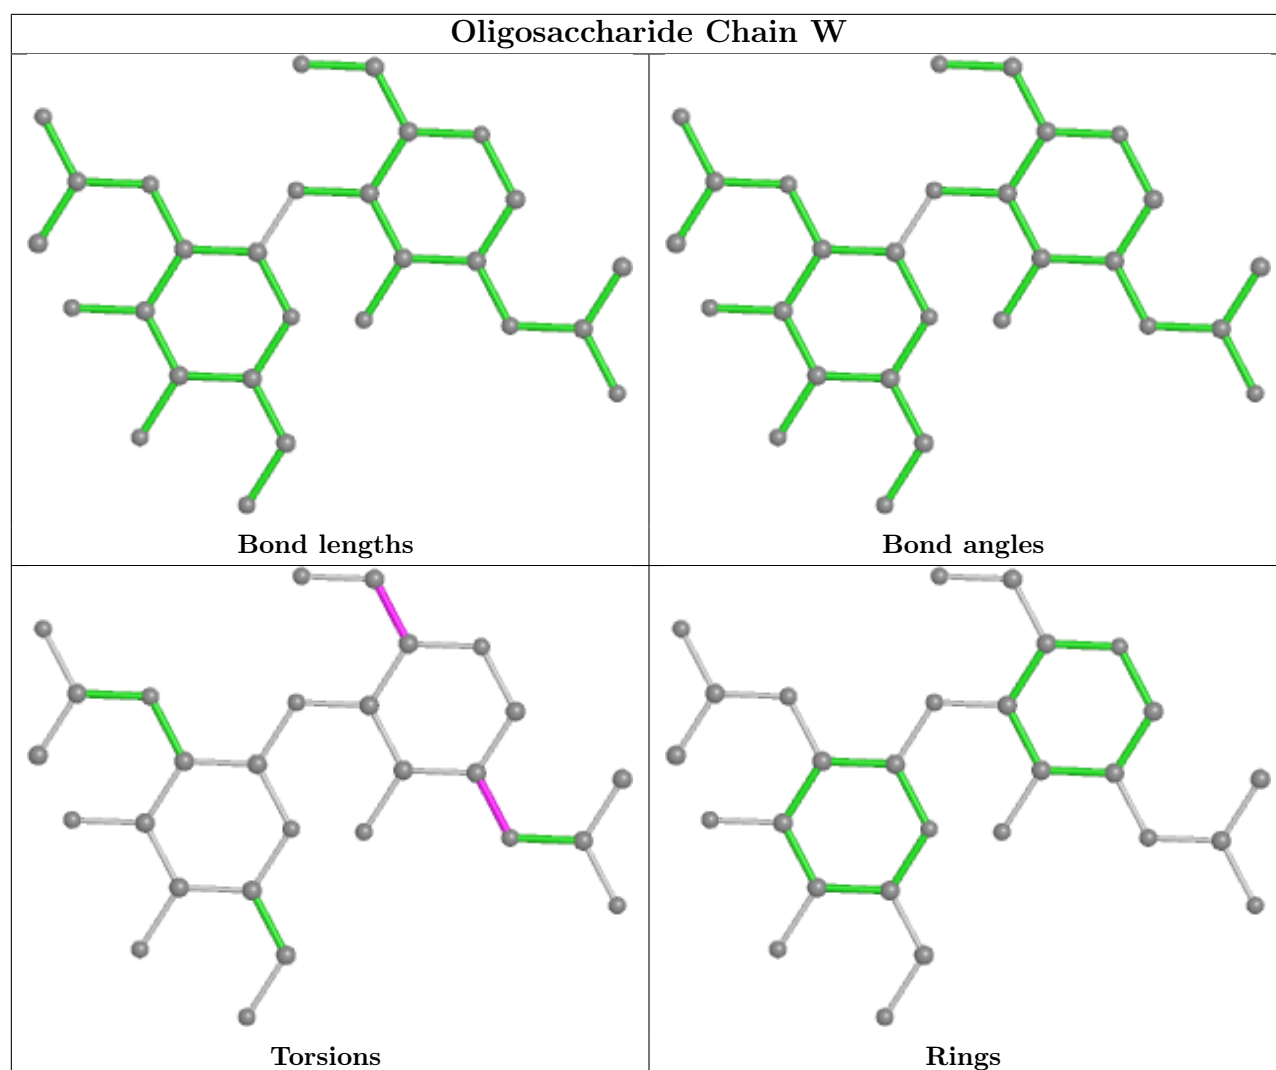 Oligosaccharide Chain W
Bond lengths
Bond angles
Torsions
Rings